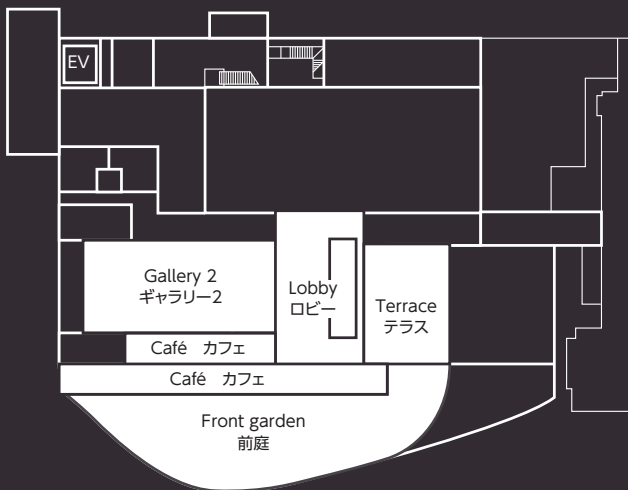 EV
Gallery 2
ギャラリー2
Lobby
ロビー
Terrace
テラス
Café カフェ
Café カフェ
Front garden
前庭